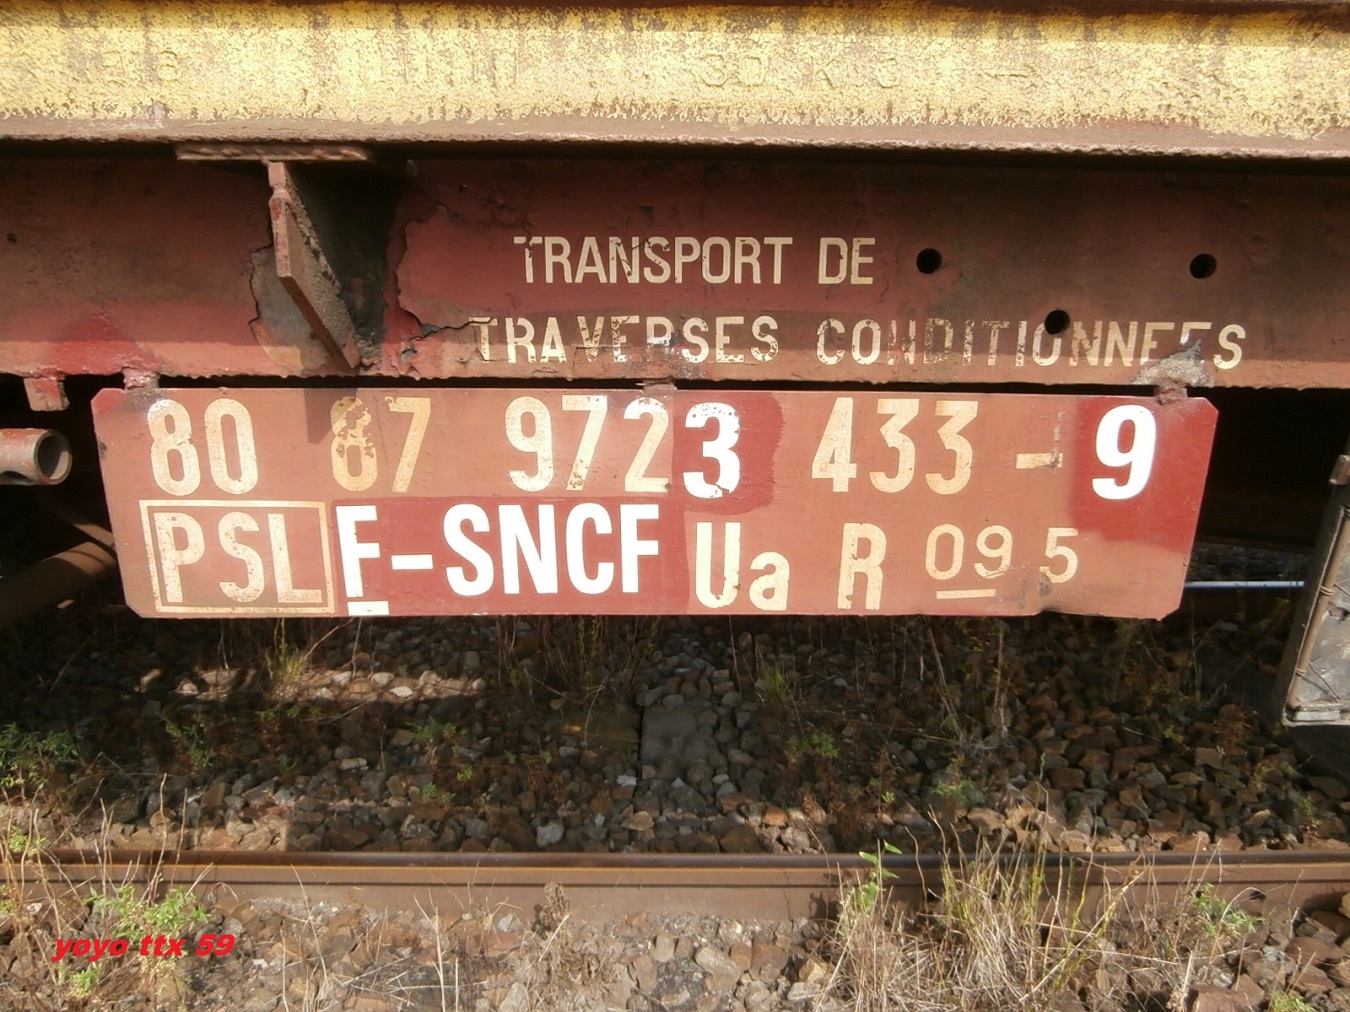 TRANSPORT DE
TRAVERSES CONDITIONNEES
80 87 9723 433-9
PSL F-SNCF Ua R 09 5
yoyo ttx 59